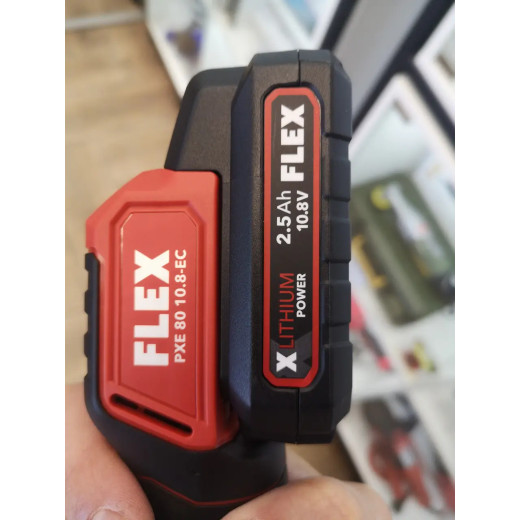 FLEX
PXE 80 10.8-EC
X LITHIUM
POWER
2.5Ah
10.8V
FLEX